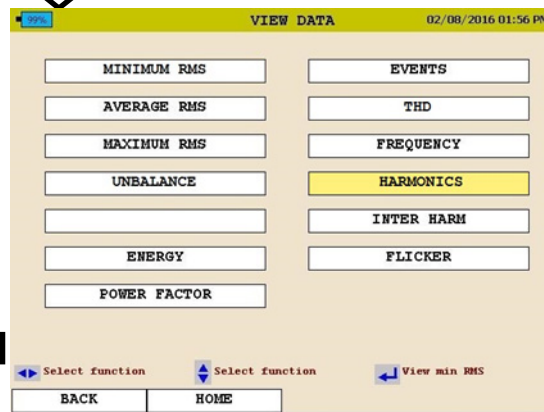 99%
VIEW DATA
02/08/2016 01:56 PM
MINIMUM RMS
EVENTS
AVERAGE RMS
THD
MAXIMUM RMS
FREQUENCY
UNBALANCE
HARMONICS
INTER HARM
ENERGY
FLICKER
POWER FACTOR
Select function
Select function
View min RMS
BACK
HOME